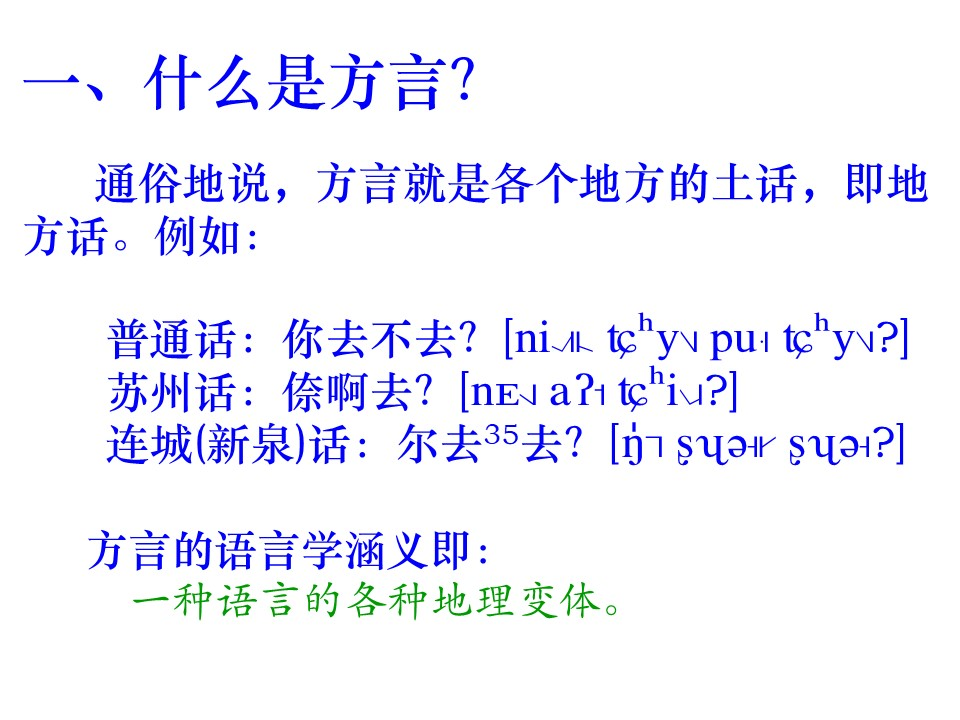 一、什么是方言？
通俗地说，方言就是各个地方的土话，即地
方话。例如：
普通话：你去不去？[ni˨˩˦ tɕʰy˥˩ pu˧ tɕʰy˥˩?]
苏州话：倷啊去？[nᴇ˨˩ aʔ˧ tɕʰi˥˩˨?]
连城(新泉)话：尔去³⁵去？[ŋ̍˥ ʂɥə˧˥ ʂɥə˧?]
方言的语言学涵义即：
一种语言的各种地理变体。